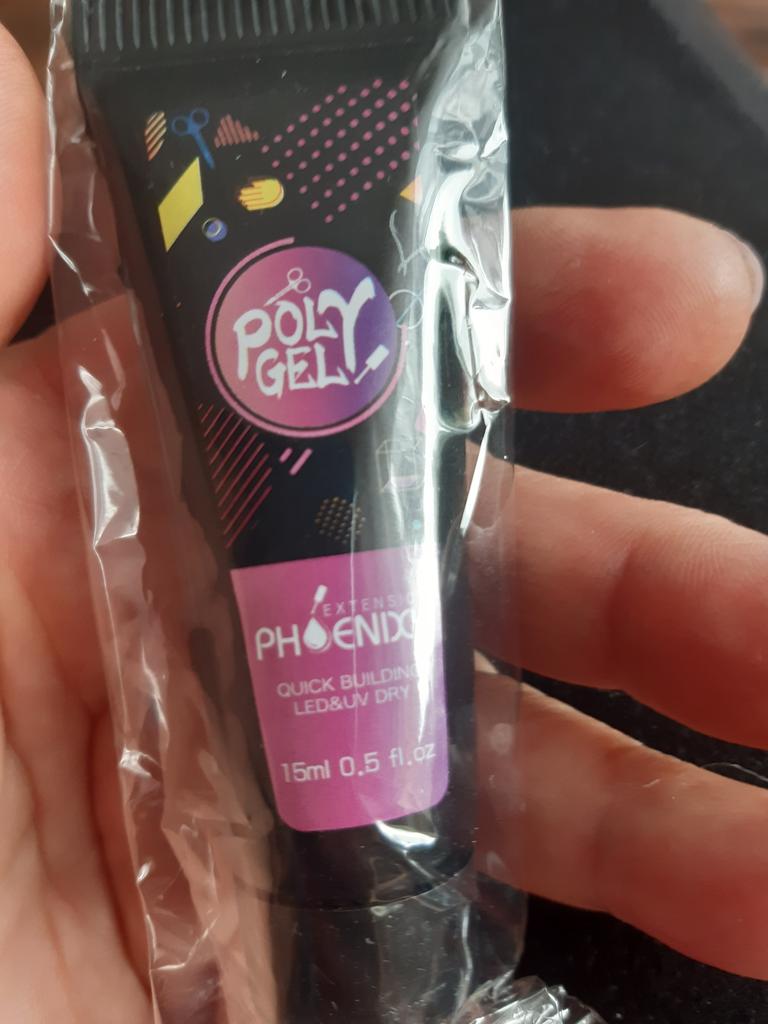 POLY
GEL
PHOENIX
QUICK BUILDING
LED&UV DRY
15ml 0.5 fl.oz